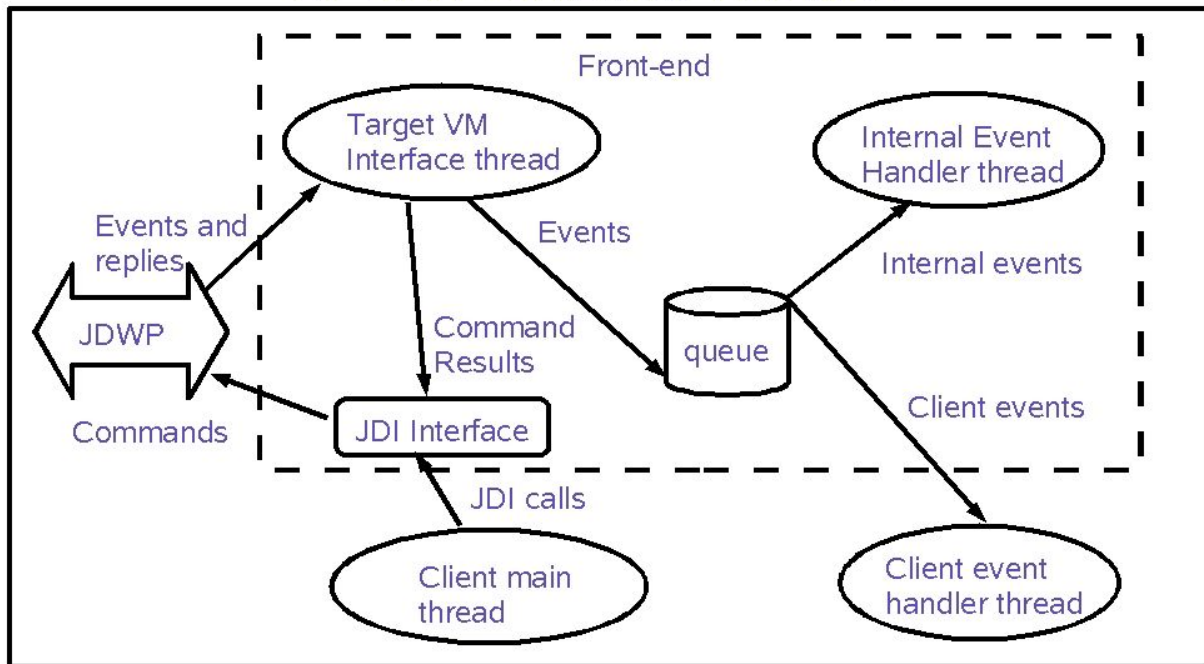 Front-end
Target VM
Interface thread
Internal Event
Handler thread
Events and
replies
Events
Internal events
JDWP
Command
Results
queue
Commands
JDI Interface
Client events
JDI calls
Client main
thread
Client event
handler thread